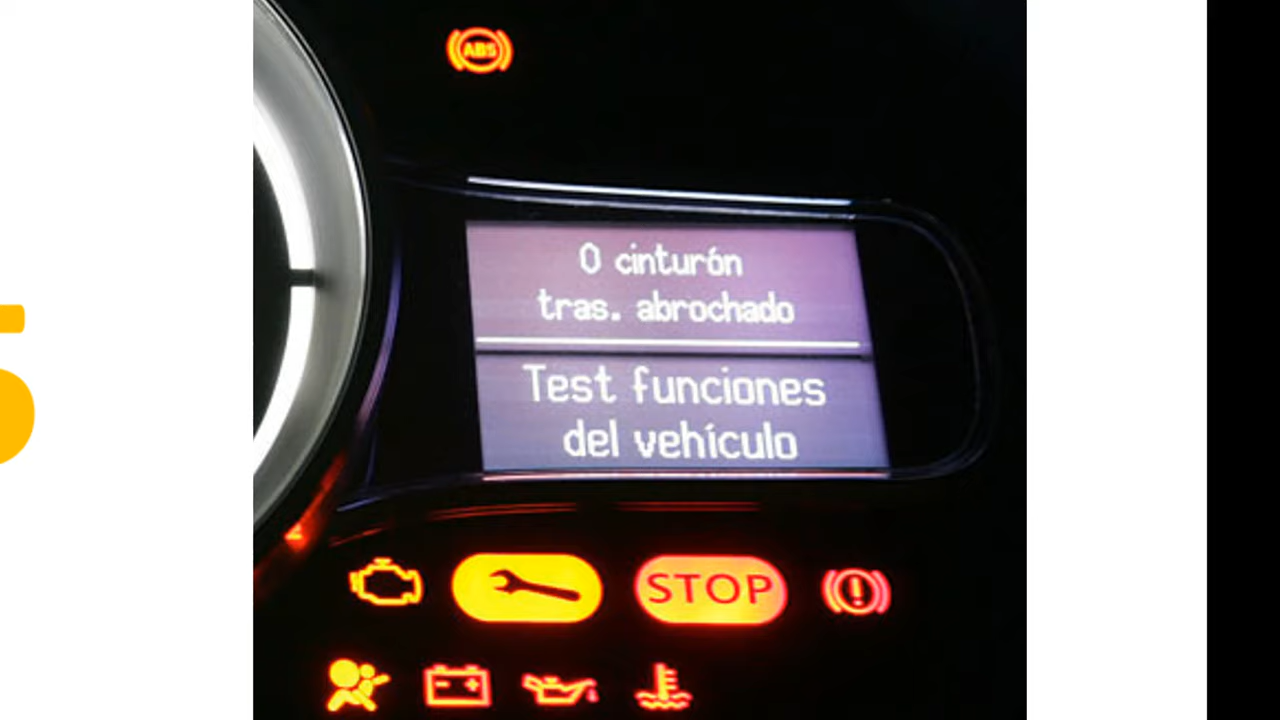 ABS
0 cinturón
tras. abrochado
Test funciones
del vehículo
STOP